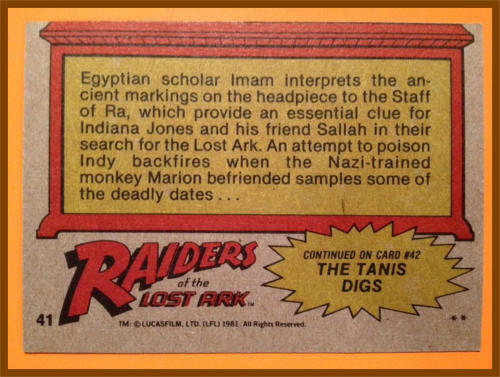 Egyptian scholar Imam interprets the an-
cient markings on the headpiece to the Staff
of Ra, which provide an essential clue for
Indiana Jones and his friend Sallah in their
search for the Lost Ark. An attempt to poison
Indy backfires when the Nazi-trained
monkey Marion befriended samples some of
the deadly dates . . .
RAIDERS
of the
LOST ARK™
CONTINUED ON CARD #42
THE TANIS
DIGS
41
TM: © LUCASFILM, LTD. (LFL) 1981. All Rights Reserved.
**